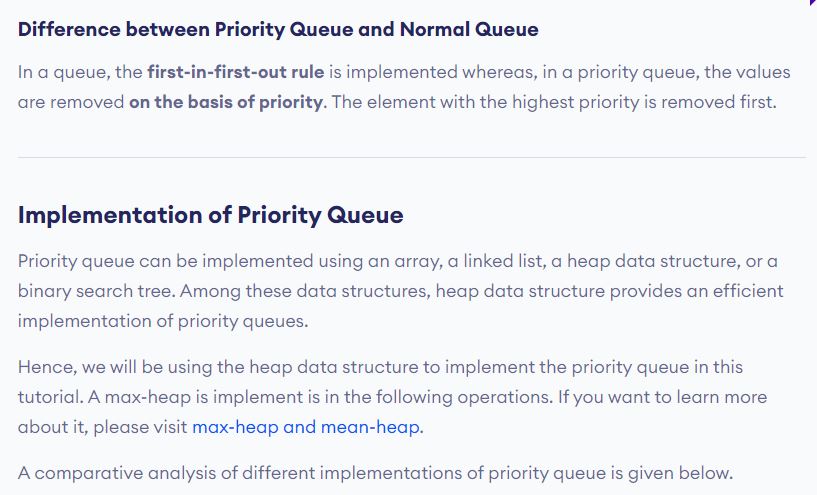 Difference between Priority Queue and Normal Queue
In a queue, the first-in-first-out rule is implemented whereas, in a priority queue, the values
are removed on the basis of priority. The element with the highest priority is removed first.
Implementation of Priority Queue
Priority queue can be implemented using an array, a linked list, a heap data structure, or a
binary search tree. Among these data structures, heap data structure provides an efficient
implementation of priority queues.
Hence, we will be using the heap data structure to implement the priority queue in this
tutorial. A max-heap is implement is in the following operations. If you want to learn more
about it, please visit max-heap and mean-heap.
A comparative analysis of different implementations of priority queue is given below.